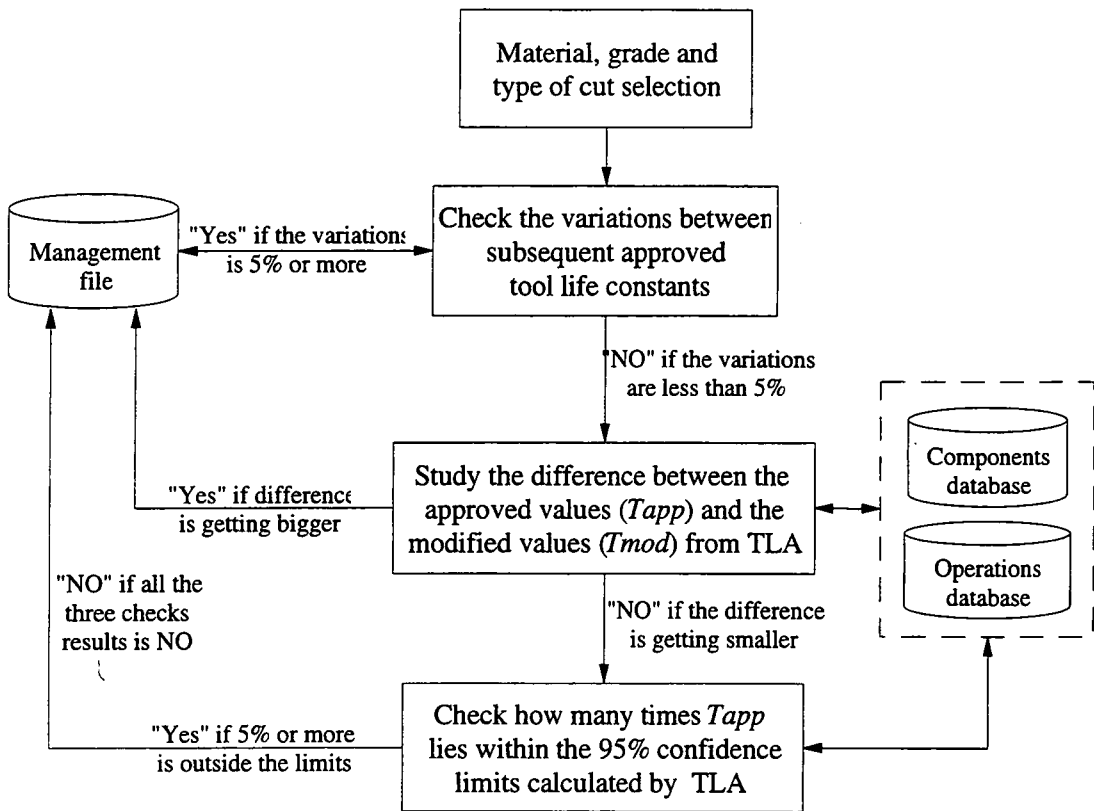 Material, grade and
type of cut selection
Check the variations between
subsequent approved
tool life constants
"Yes" if the variations
is 5% or more
Management
file
"NO" if the variations
are less than 5%
Components
database
Operations
database
Study the difference between the
approved values (Tapp) and the
modified values (Tmod) from TLA
"Yes" if difference
is getting bigger
"NO" if all the
three checks
results is NO
"NO" if the difference
is getting smaller
Check how many times Tapp
lies within the 95% confidence
limits calculated by TLA
"Yes" if 5% or more
is outside the limits